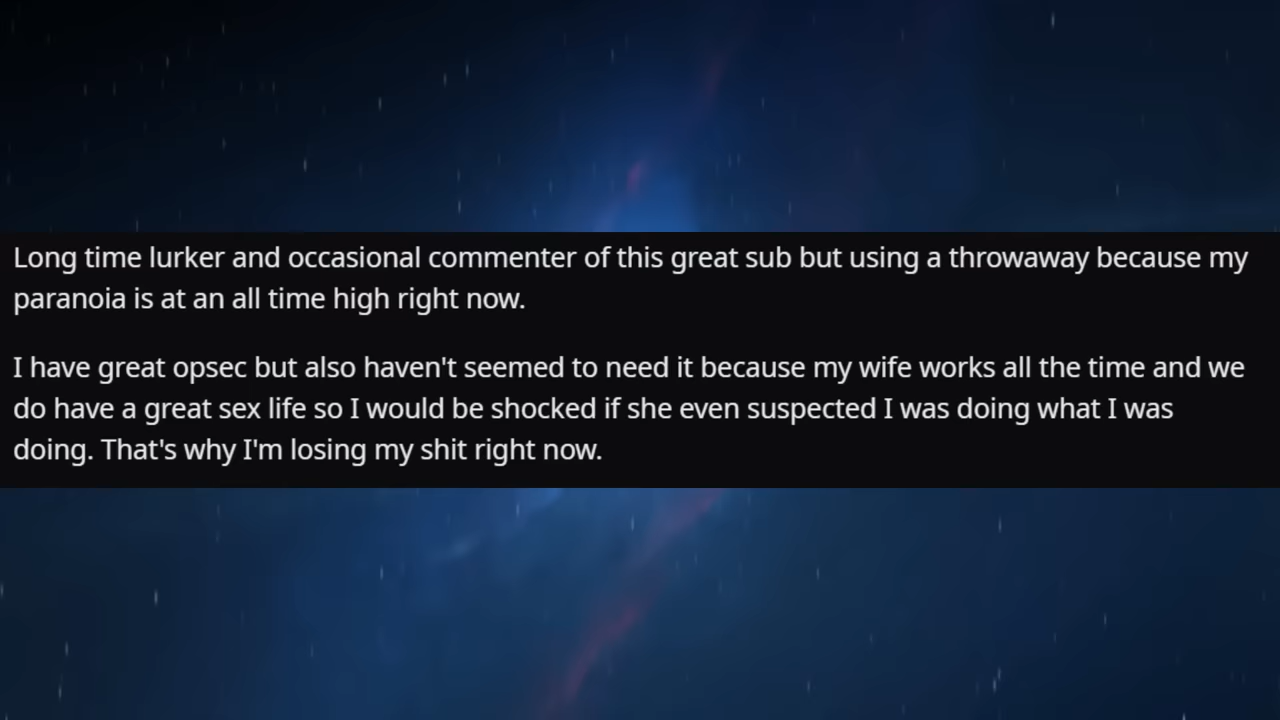 Long time lurker and occasional commenter of this great sub but using a throwaway because my
paranoia is at an all time high right now.
I have great opsec but also haven't seemed to need it because my wife works all the time and we
do have a great sex life so I would be shocked if she even suspected I was doing what I was
doing. That's why I'm losing my shit right now.